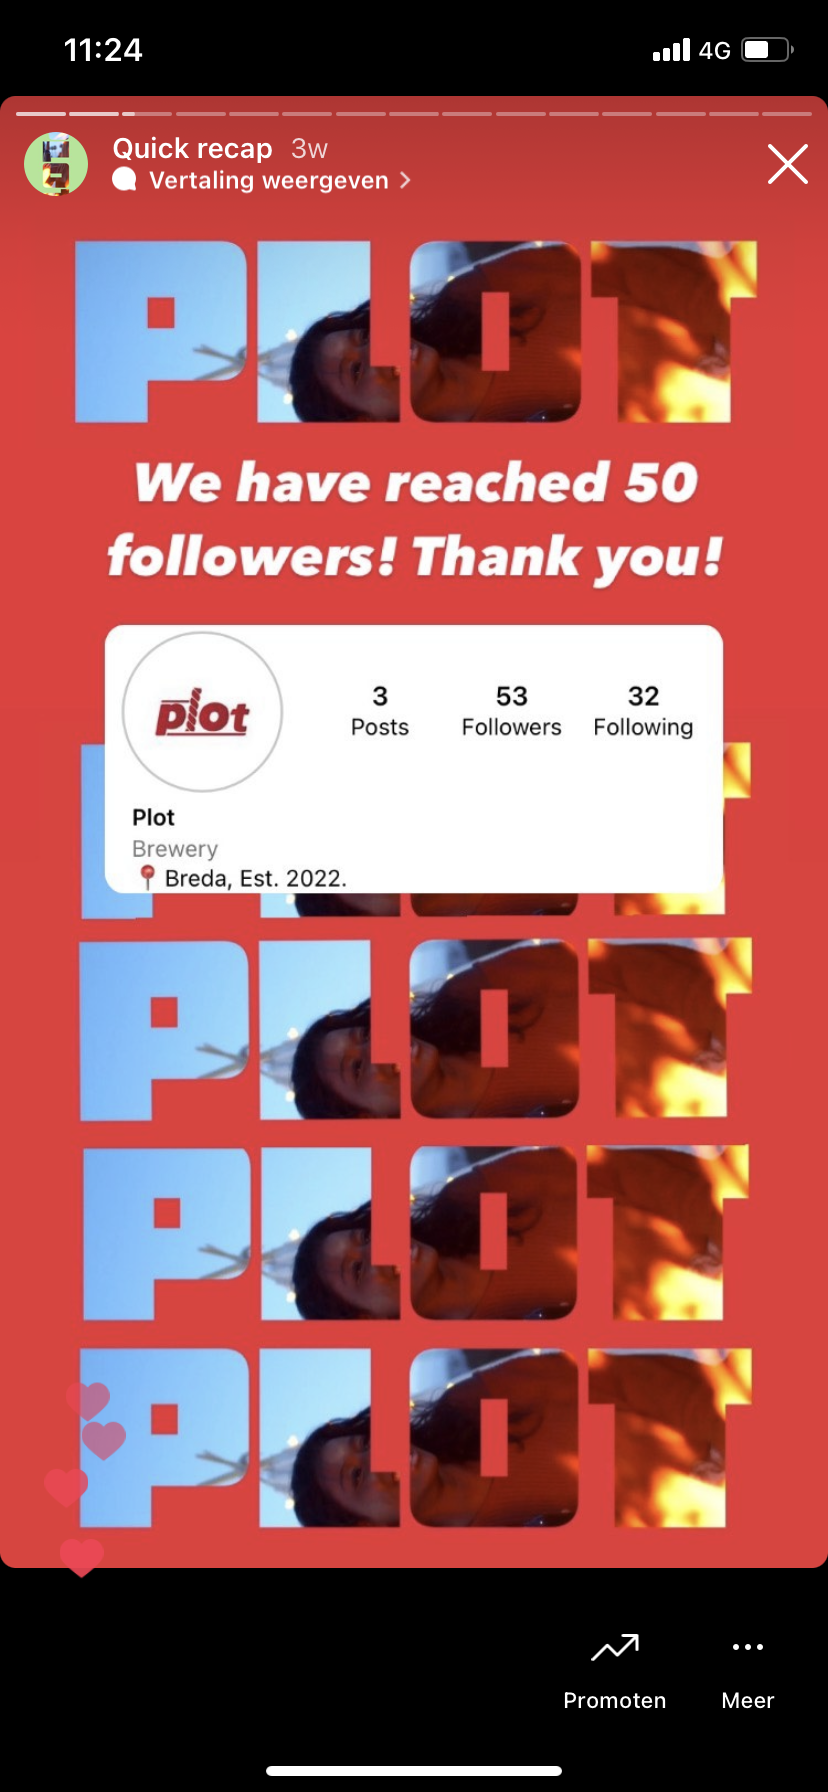 11:24
4G
Quick recap 3w
Vertaling weergeven
PLOT
We have reached 50
followers! Thank you!
plot
3 53 32
Posts Followers Following
Plot
Brewery
Breda, Est. 2022.
PLOT
PLOT
PLOT
Promoten Meer